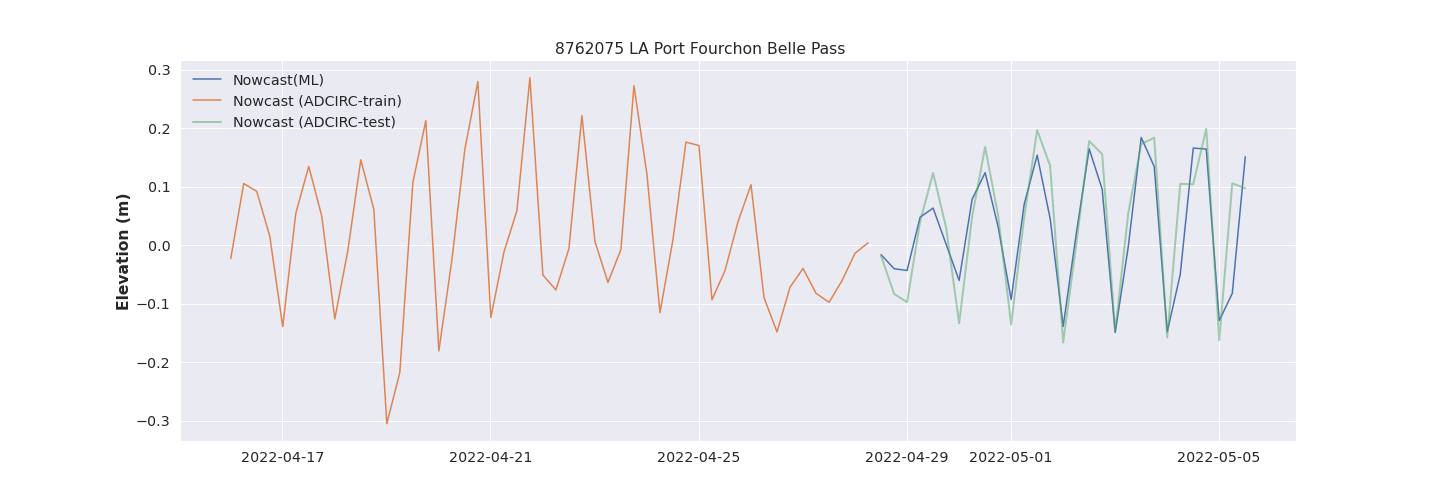 8762075 LA Port Fourchon Belle Pass
Nowcast(ML)
Nowcast (ADCIRC-train)
Nowcast (ADCIRC-test)
Elevation (m)
0.3
0.2
0.1
0.0
−0.1
−0.2
−0.3
2022-04-17 2022-04-21 2022-04-25 2022-04-29 2022-05-01 2022-05-05